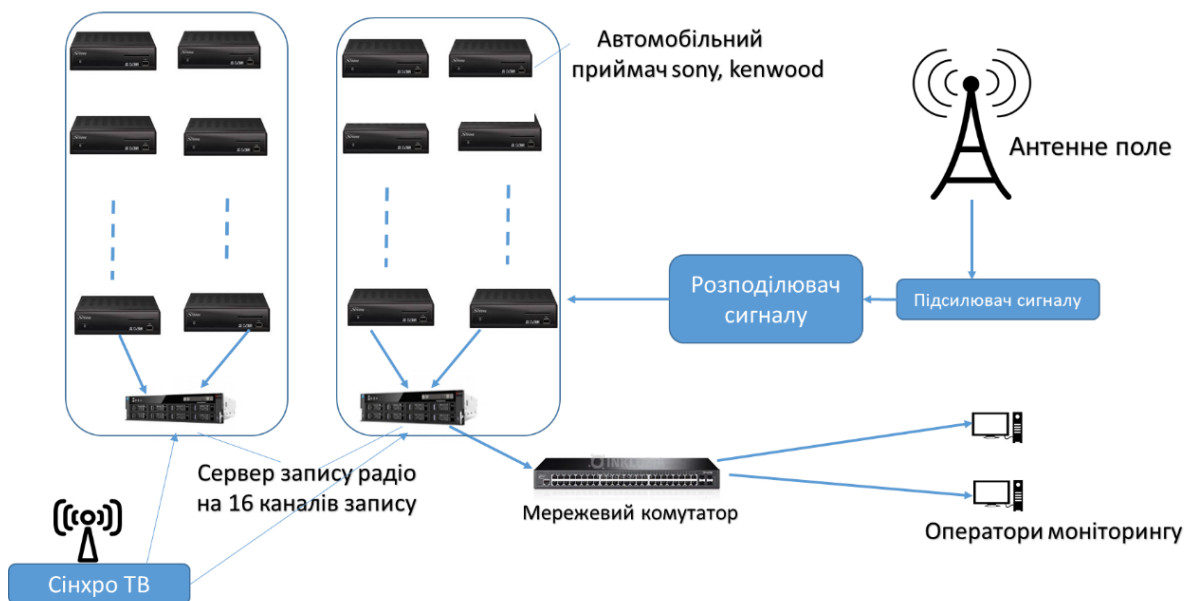 Автомобільний
приймач sony, kenwood
Антенне поле
Розподілювач
сигналу
Підсилювач сигналу
Сервер запису радіо
на 16 каналів запису
Мережевий комутатор
Оператори моніторингу
Сінхро ТВ